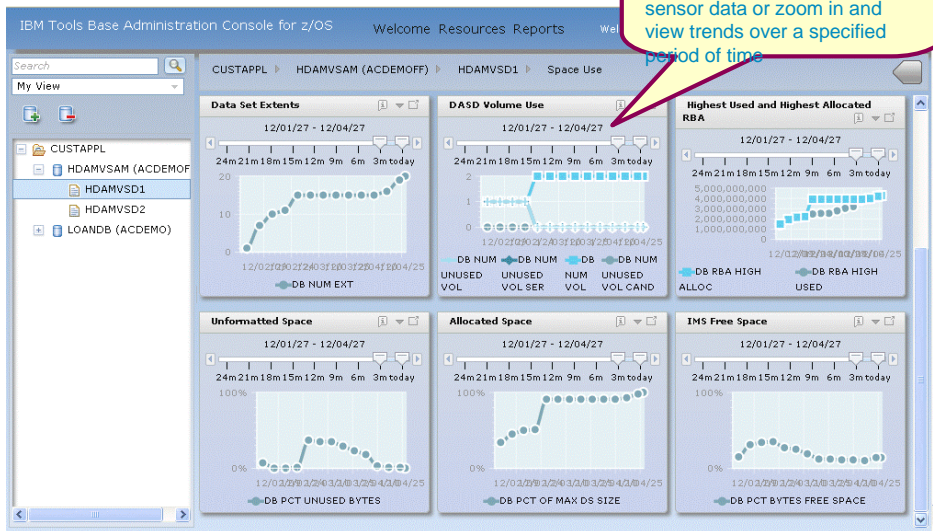 IBM Tools Base Administration Console for z/OS
Welcome Resources Reports
sensor data or zoom in and
view trends over a specified
period of time
Search
My View
CUSTAPPL
HDAMVSAM (ACDEMOF
HDAMVSD1
HDAMVSD2
LOANDB (ACDEMO)
CUSTAPPL HDAMVSAM (ACDEMOFF) HDAMVSD1 Space Use
Data Set Extents
12/01/27 - 12/04/27
24m 21m 18m 15m 12m 9m 6m 3m today
20
10
0
DB NUM EXT
DASD Volume Use
12/01/27 - 12/04/27
24m 21m 18m 15m 12m 9m 6m 3m today
2
1
0
DB NUM DB NUM DB DB NUM
UNUSED UNUSED NUM UNUSED
VOL VOL SER VOL VOL CAND
Highest Used and Highest Allocated
RBA
12/01/27 - 12/04/27
24m 21m 18m 15m 12m 9m 6m 3m today
5,000,000,000
4,000,000,000
3,000,000,000
2,000,000,000
1,000,000,000
0
DB RBA HIGH DB RBA HIGH
ALLOC USED
Unformatted Space
12/01/27 - 12/04/27
24m 21m 18m 15m 12m 9m 6m 3m today
100%
0%
DB PCT UNUSED BYTES
Allocated Space
12/01/27 - 12/04/27
24m 21m 18m 15m 12m 9m 6m 3m today
100%
0%
DB PCT OF MAX DS SIZE
IMS Free Space
12/01/27 - 12/04/27
24m 21m 18m 15m 12m 9m 6m 3m today
100%
0%
DB PCT BYTES FREE SPACE